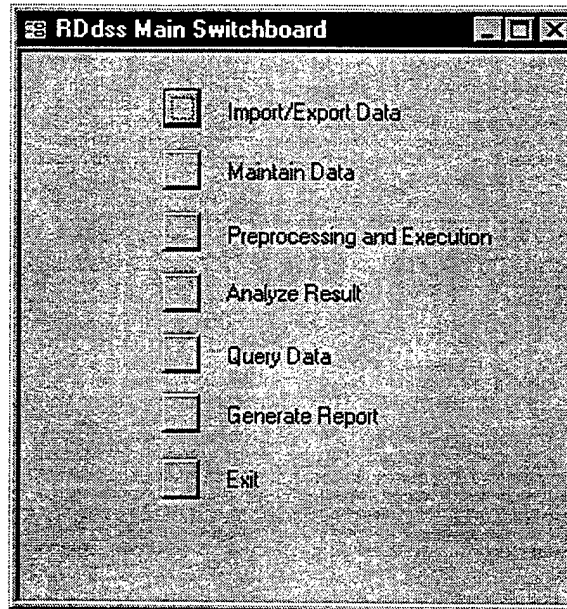 RDdss Main Switchboard
Import/Export Data
Maintain Data
Preprocessing and Execution
Analyze Result
Query Data
Generate Report
Exit